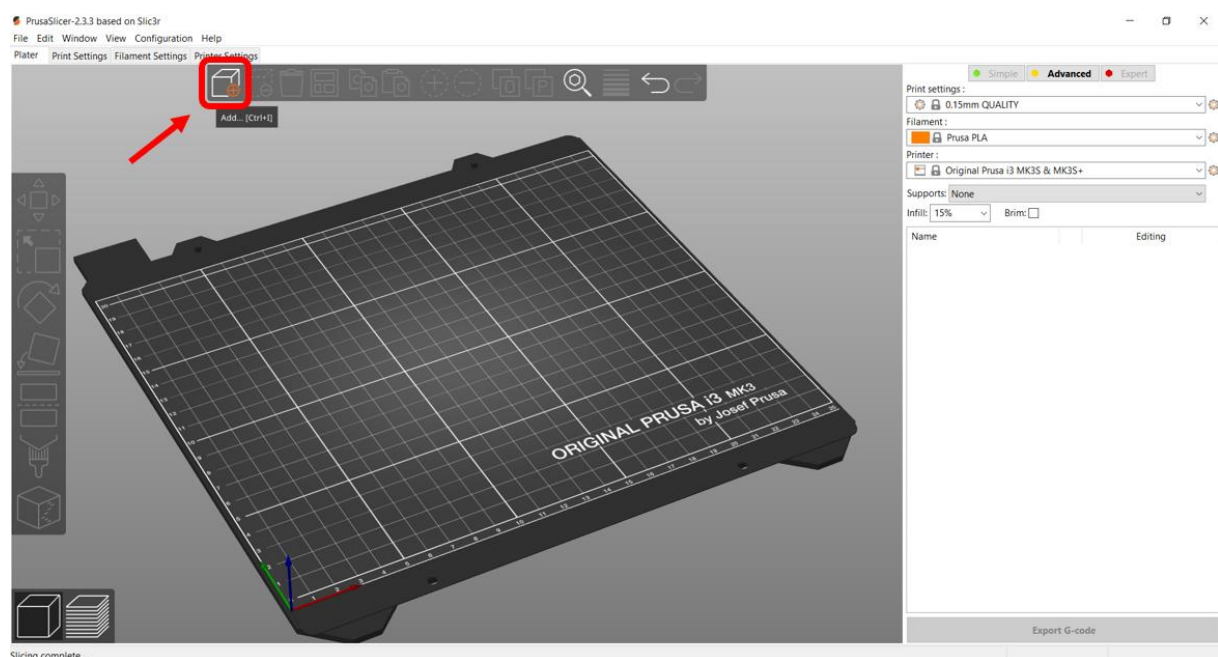 PrusaSlicer-2.3.3 based on Slic3r
File Edit Window View Configuration Help
Plater Print Settings Filament Settings Printer Settings
Add... [Ctrl+I]
Simple Advanced Expert
Print settings :
0.15mm QUALITY
Filament :
Prusa PLA
Printer :
Original Prusa i3 MK3S & MK3S+
Supports: None
Infill: 15% Brim:
Name Editing
ORIGINAL PRUSA i3 MK3
by Josef Prusa
Export G-code
Slicing complete